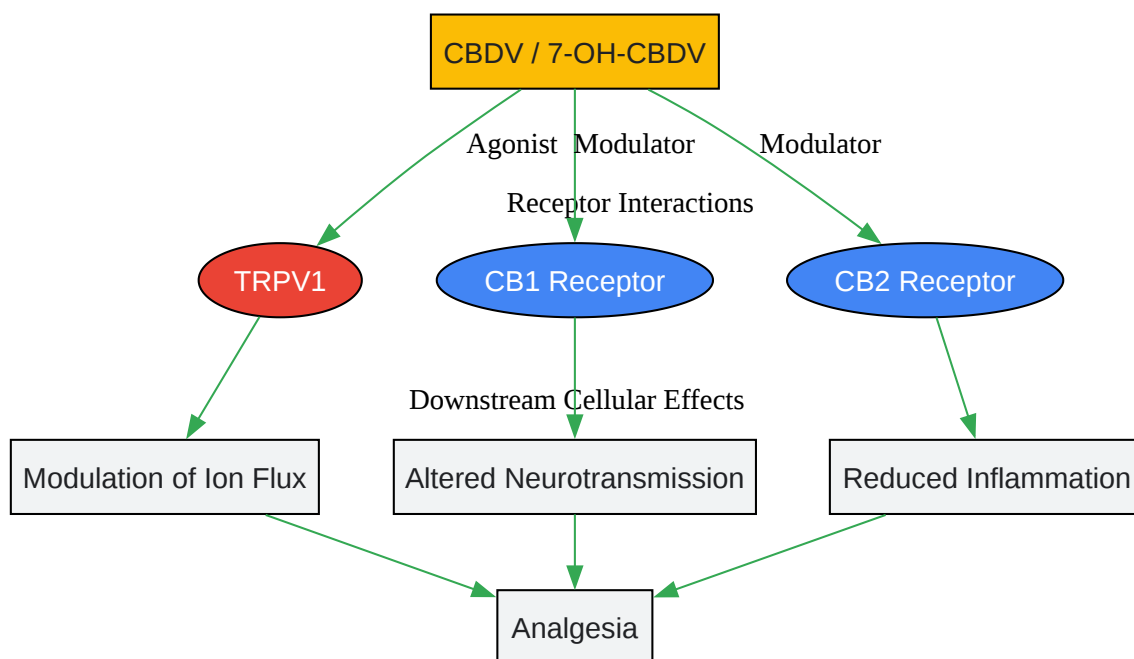 CBDV / 7-OH-CBDV
Agonist
Modulator
Modulator
Receptor Interactions
TRPV1
CB1 Receptor
CB2 Receptor
Downstream Cellular Effects
Modulation of Ion Flux
Altered Neurotransmission
Reduced Inflammation
Analgesia